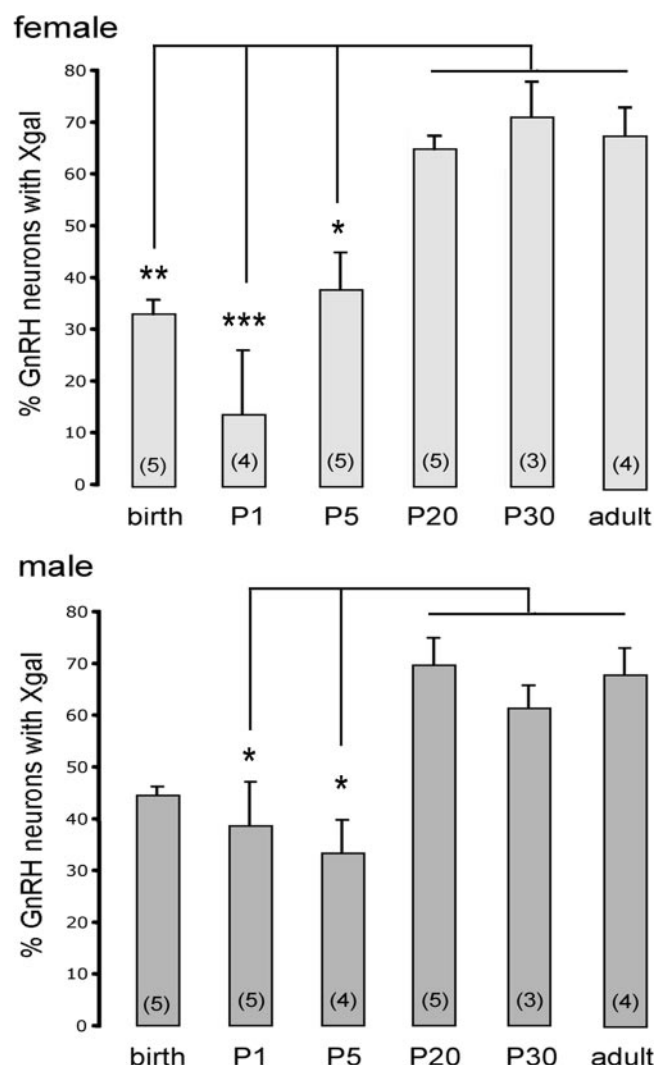 female
% GnRH neurons with Xgal
80
70
60
50
40
30
20
10
0
** *** *
(5) (4) (5) (5) (3) (4)
birth P1 P5 P20 P30 adult
male
% GnRH neurons with Xgal
80
70
60
50
40
30
20
10
0
* *
(5) (5) (4) (5) (3) (4)
birth P1 P5 P20 P30 adult